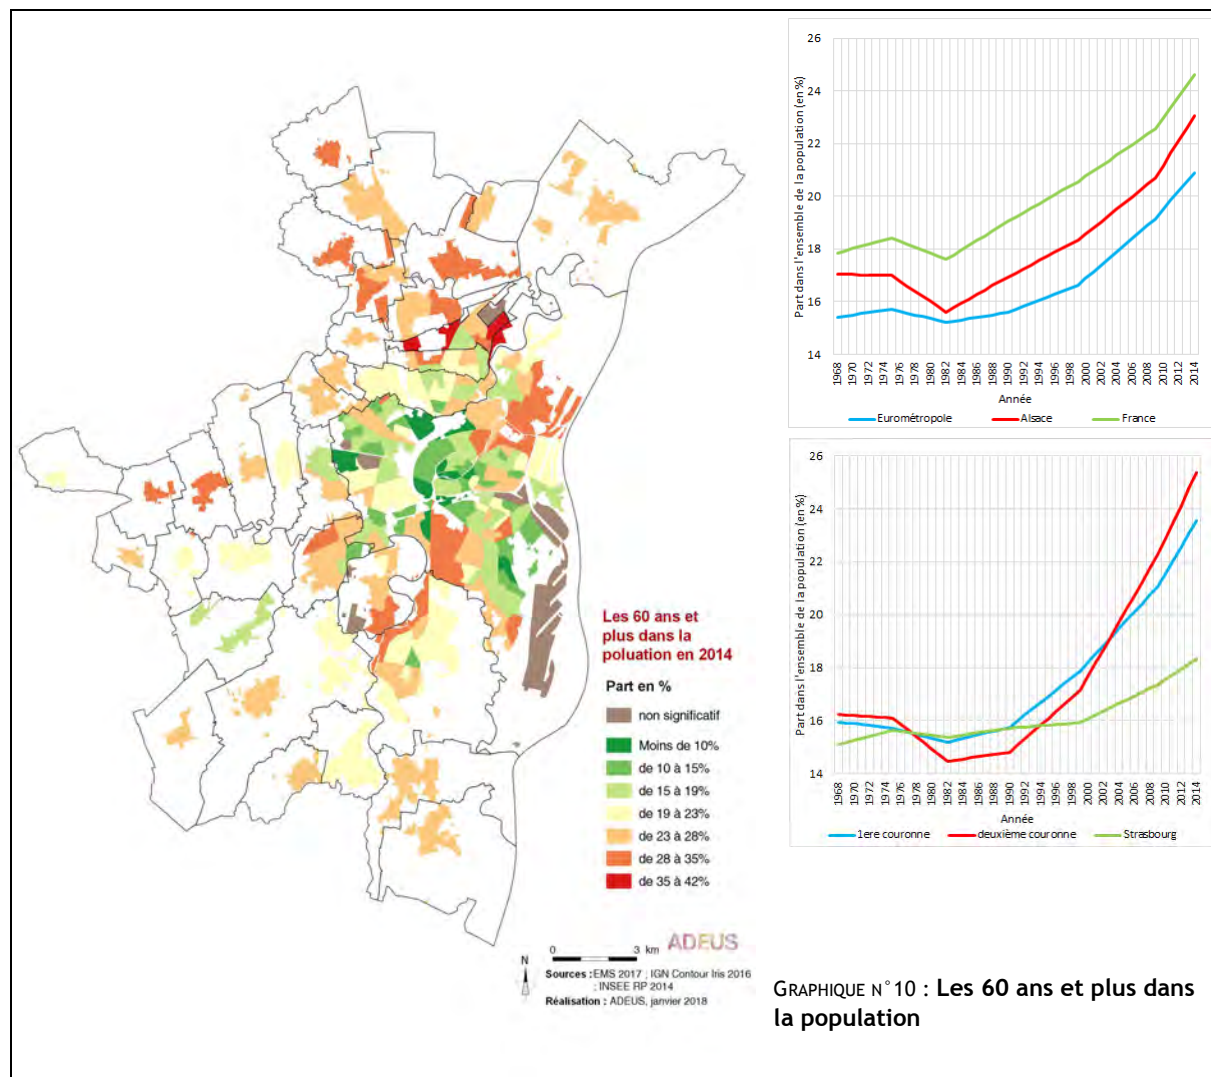 Les 60 ans et
plus dans la
poluation en 2014
Part en %
non significatif
Moins de 10%
de 10 à 15%
de 15 à 19%
de 19 à 23%
de 23 à 28%
de 28 à 35%
de 35 à 42%
ADEUS
0 3 km
N
Sources : EMS 2017 ; IGN Contour Iris 2016
; INSEE RP 2014
Réalisation : ADEUS, janvier 2018
Part dans l'ensemble de la population (en %)
26
24
22
20
18
16
14
1968 1970 1972 1974 1976 1978 1980 1982 1984 1986 1988 1990 1992 1994 1996 1998 2000 2002 2004 2006 2008 2010 2012 2014
Année
Eurométropole Alsace France
Part dans l'ensemble de la population (en %)
26
24
22
20
18
16
14
1968 1970 1972 1974 1976 1978 1980 1982 1984 1986 1988 1990 1992 1994 1996 1998 2000 2002 2004 2006 2008 2010 2012 2014
Année
1ere couronne deuxième couronne Strasbourg
GRAPHIQUE N°10 : Les 60 ans et plus dans
la population